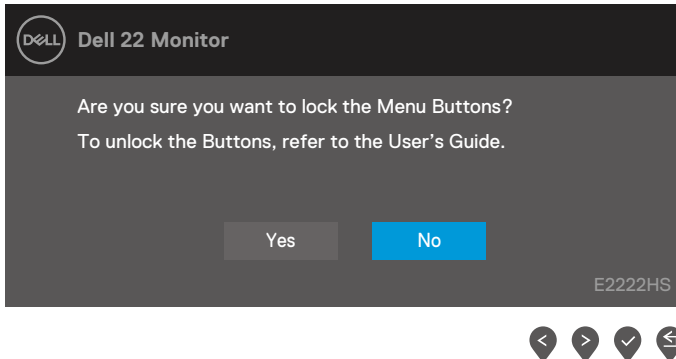 DELL Dell 22 Monitor
Are you sure you want to lock the Menu Buttons?
To unlock the Buttons, refer to the User’s Guide.
Yes No
E2222HS